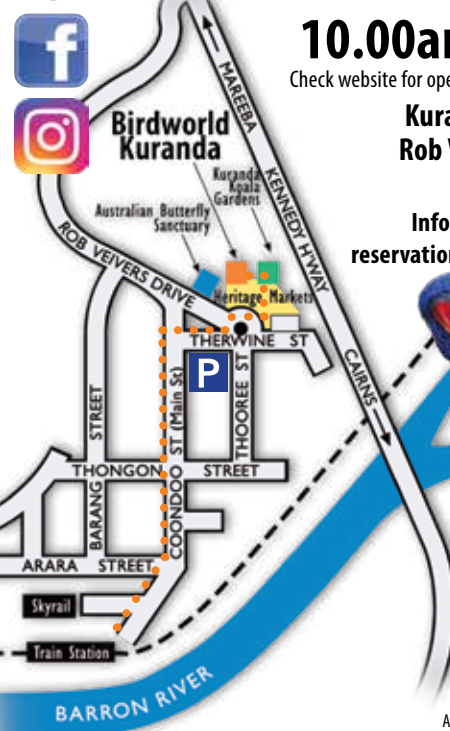 10.00a
Check website for ope
Kura
Rob V
Info
reservation
MAREEBA
KENNEDY H'WAY
CAIRNS
Birdworld
Kuranda
Kuranda
Koala
Gardens
Australian Butterfly
Sanctuary
Heritage Markets
ROB VEIVERS DRIVE
THERWINE ST
P
STREET
BARANG
COONDOO ST (Main St)
THOOREE ST
THONGON STREET
ARARA STREET
Skyrail
Train Station
BARRON RIVER
A